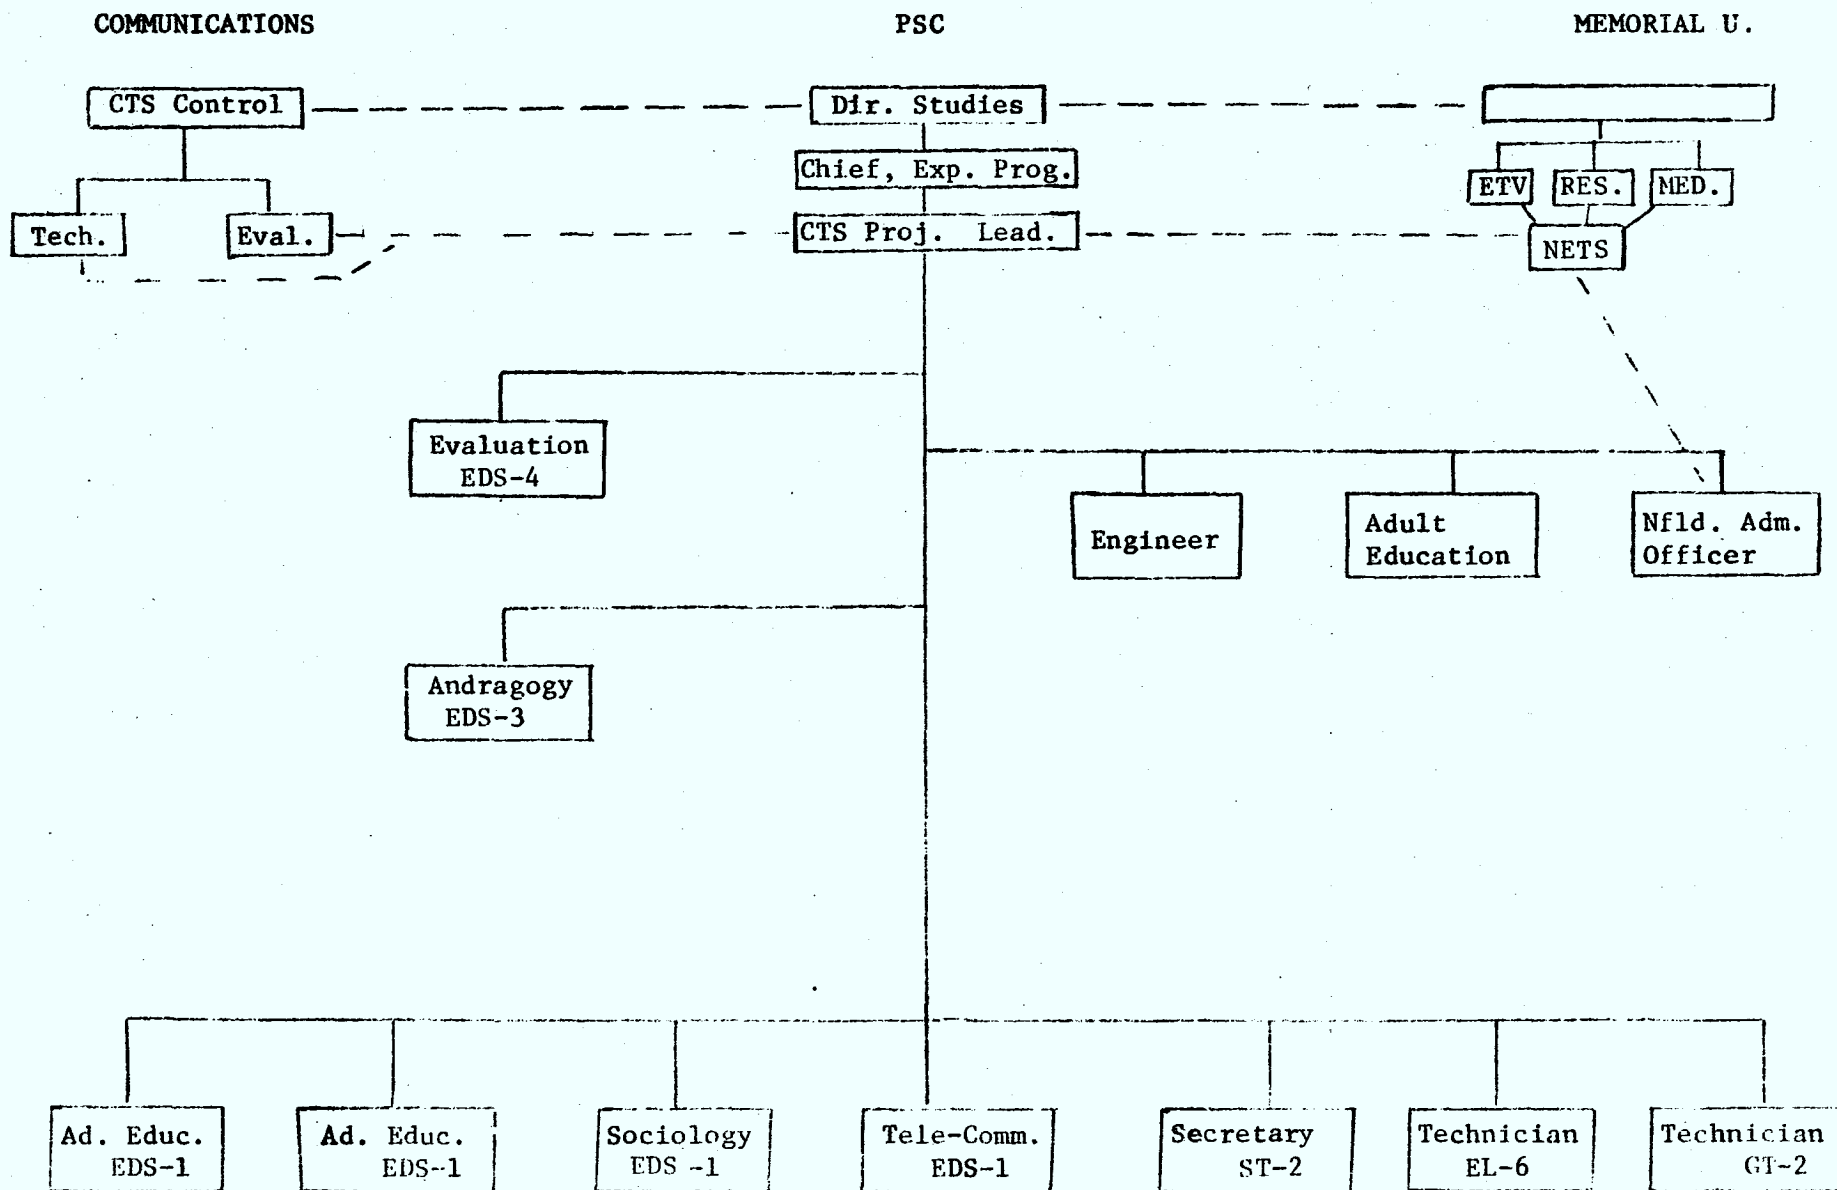 COMMUNICATIONS PSC MEMORIAL U.
CTS Control Dir. Studies
Chief, Exp. Prog.
ETV RES. MED.
Tech. Eval. CTS Proj. Lead.
NETS
Evaluation
EDS-4
Engineer
Adult
Education
Nfld. Adm.
Officer
Andragogy
EDS-3
Ad. Educ.
EDS-1
Ad. Educ.
EDS-1
Sociology
EDS -1
Tele-Comm.
EDS-1
Secretary
ST-2
Technician
EL-6
Technician
GT-2